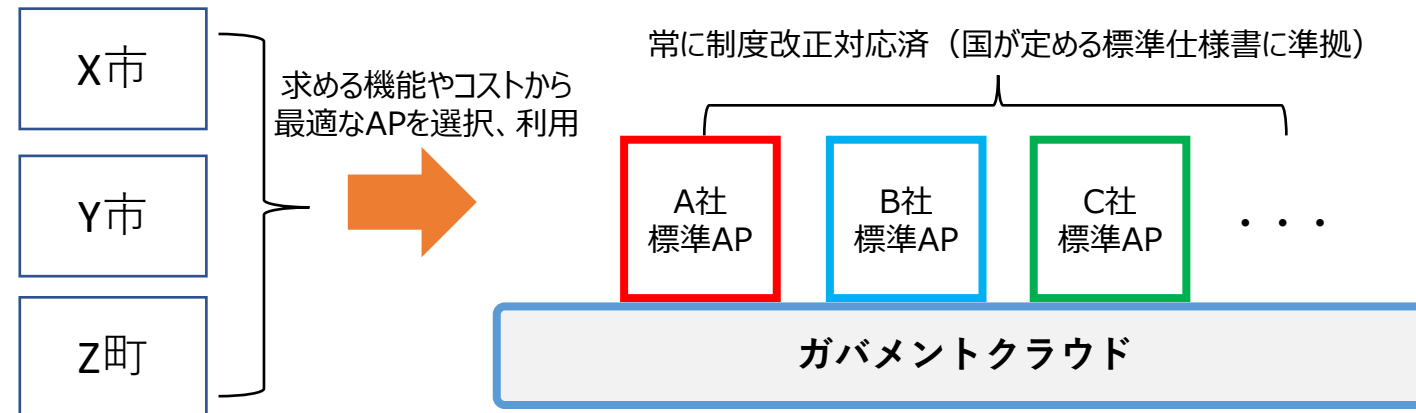 X市
Y市
Z町
求める機能やコストから
最適なAPを選択、利用
常に制度改正対応済（国が定める標準仕様書に準拠）
A社
標準AP
B社
標準AP
C社
標準AP
・・・
ガバメントクラウド